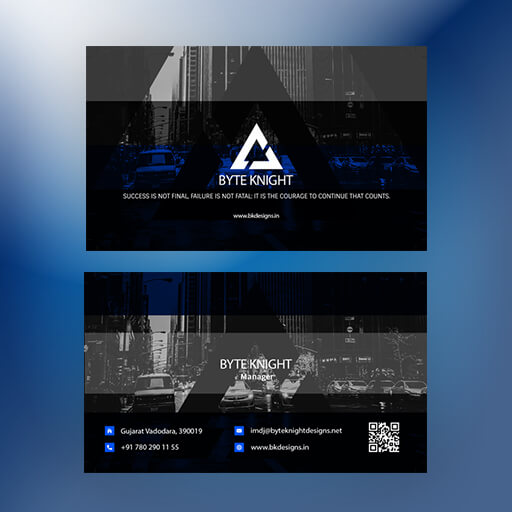 BYTE KNIGHT
SUCCESS IS NOT FINAL, FAILURE IS NOT FATAL: IT IS THE COURAGE TO CONTINUE THAT COUNTS.
www.bkdesigns.in
BYTE KNIGHT
- Manager
Gujarat Vadodara, 390019
imdj@byteknightdesigns.net
+91 780 290 11 55
www.bkdesigns.in